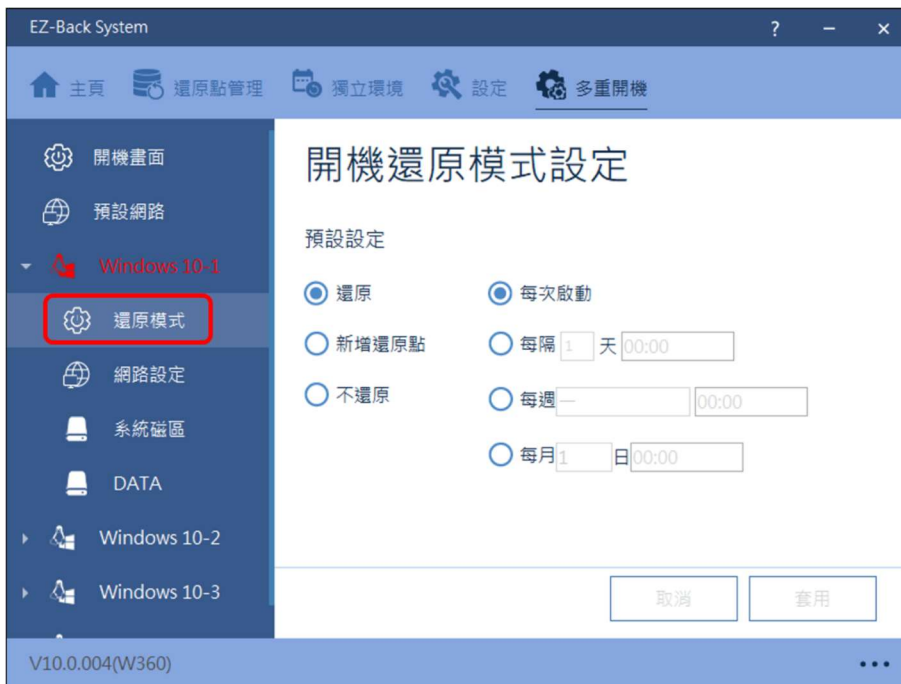 EZ-Back System
主頁 還原點管理 獨立環境 設定 多重開機
開機畫面
預設網路
Windows 10-1
還原模式
網路設定
系統磁區
DATA
Windows 10-2
Windows 10-3
開機還原模式設定
預設設定
還原 每次啟動
新增還原點 每隔 1 天 00:00
不還原 每週 一 00:00
每月 1 日 00:00
取消 套用
V10.0.004(W360)